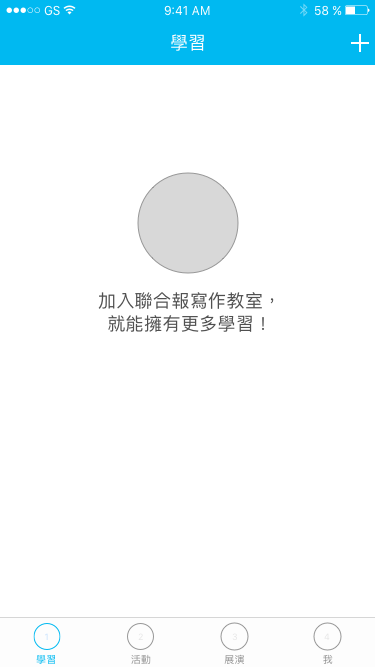 GS 9:41 AM 58 %
學習
加入聯合報寫作教室，
就能擁有更多學習！
1 2 3 4
學習 活動 展演 我